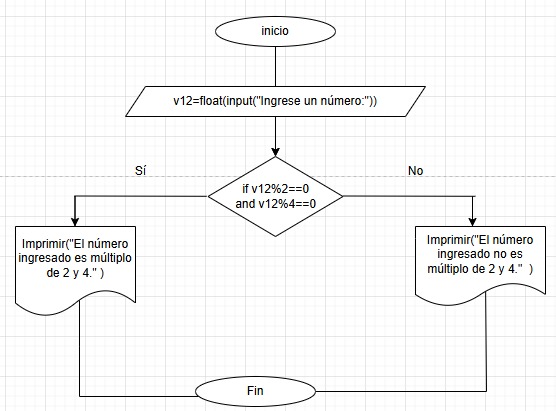 inicio
v12=float(input("Ingrese un número:"))
Sí
No
if v12%2==0
and v12%4==0
Imprimir("El número
ingresado es múltiplo
de 2 y 4." )
Imprimir("El número
ingresado no es
múltiplo de 2 y 4."  )
Fin